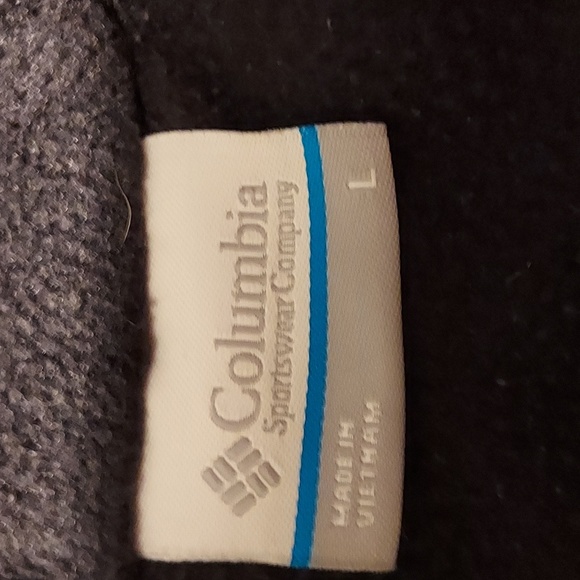 Columbia
Sportswear Company
MADE IN
VIETNAM
L